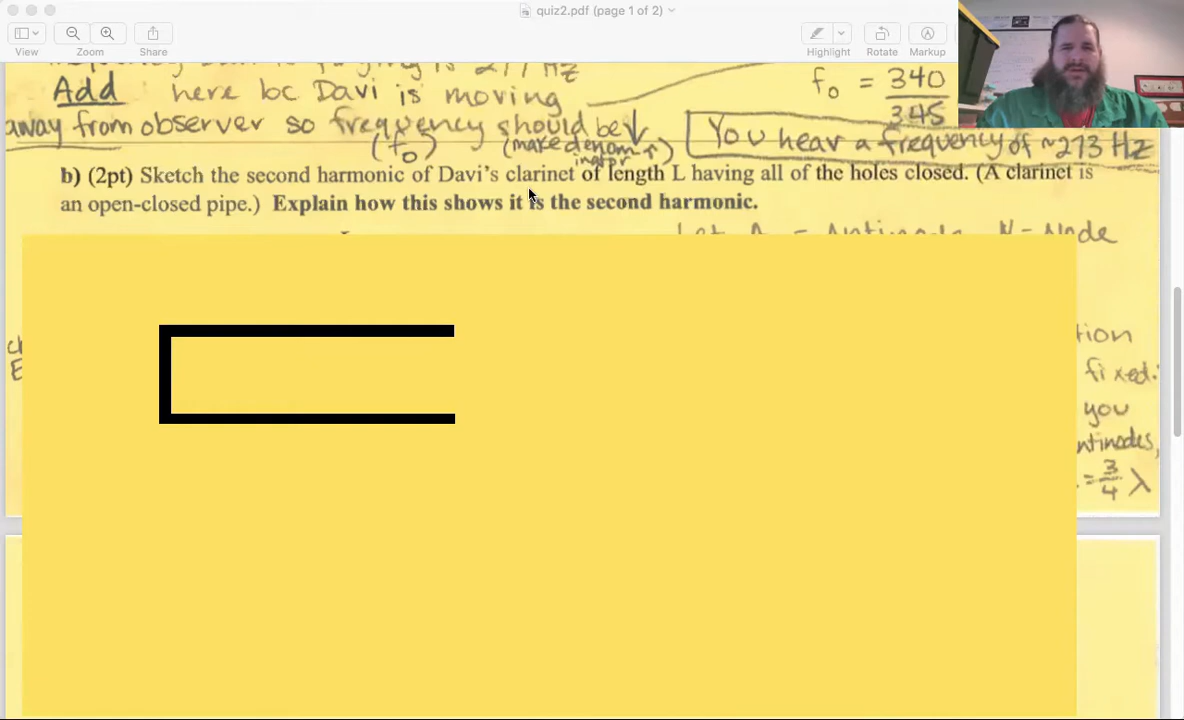 quiz2.pdf (page 1 of 2)
View Zoom Share Highlight Rotate Markup
is 277 Hz
Add here bc Davi is moving
away from observer so frequency should be ↓
(f₀) (make denom ↑)
inator
f₀ = 340
345
You hear a frequency of ~273 Hz
b) (2pt) Sketch the second harmonic of Davi's clarinet of length L having all of the holes closed. (A clarinet is
an open-closed pipe.) Explain how this shows it is the second harmonic.
Let A = Antinode N = Node
tion
fixed.
you
ntinodes,
= 3/4 λ